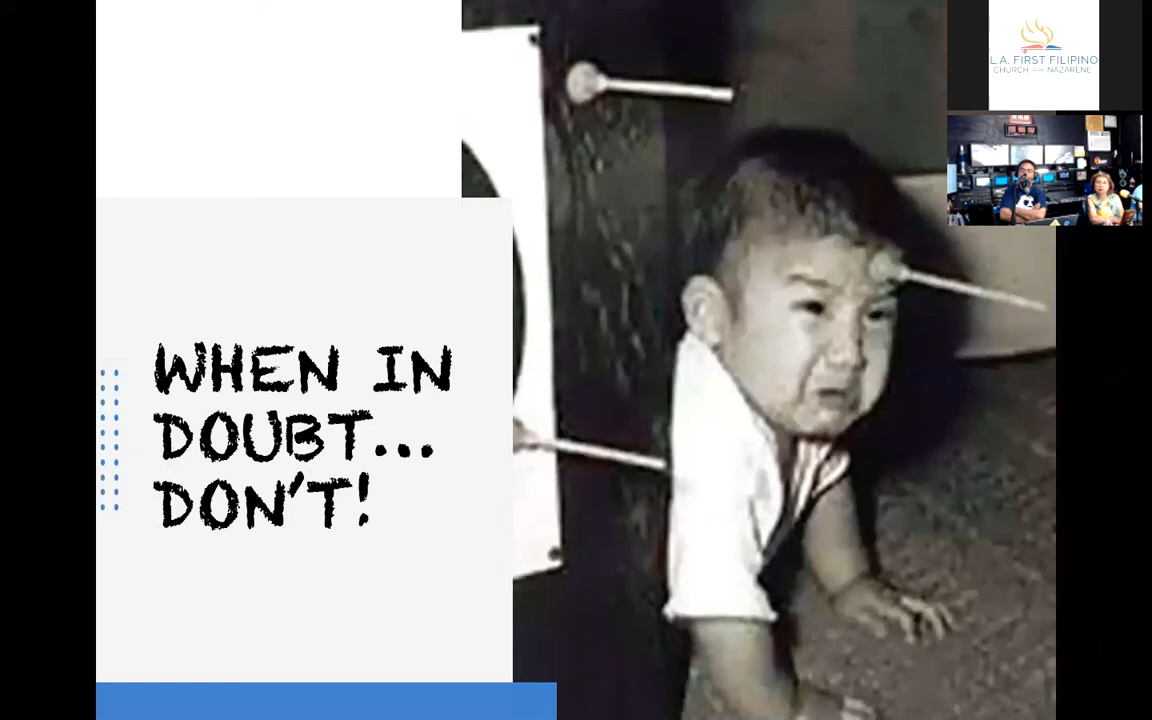 WHEN IN
DOUBT...
DON'T!
L.A. FIRST FILIPINO
CHURCH OF THE NAZARENE